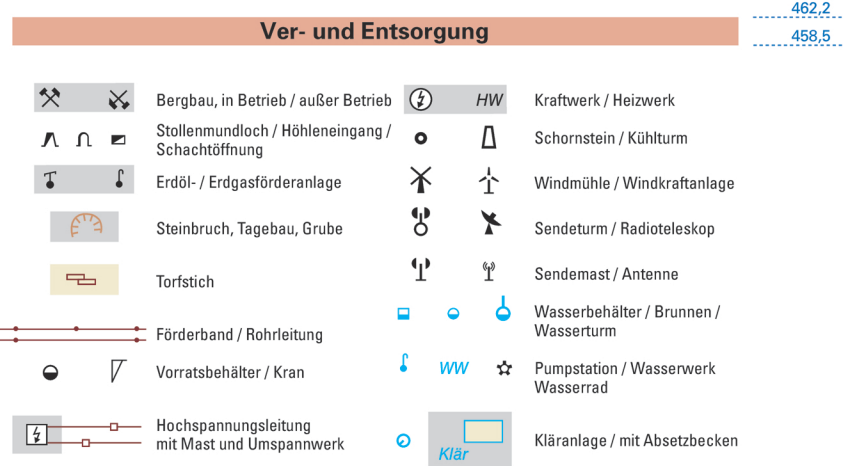 462,2
Ver- und Entsorgung
458,5
Bergbau, in Betrieb / außer Betrieb
HW
Kraftwerk / Heizwerk
Stollenmundloch / Höhleneingang /
Schachtöffnung
Schornstein / Kühlturm
Erdöl- / Erdgasförderanlage
Windmühle / Windkraftanlage
Steinbruch, Tagebau, Grube
Sendeturm / Radioteleskop
Torfstich
Sendemast / Antenne
Wasserbehälter / Brunnen /
Wasserturm
Förderband / Rohrleitung
Vorratsbehälter / Kran
WW
Pumpstation / Wasserwerk
Wasserrad
Hochspannungsleitung
mit Mast und Umspannwerk
Klär
Kläranlage / mit Absetzbecken